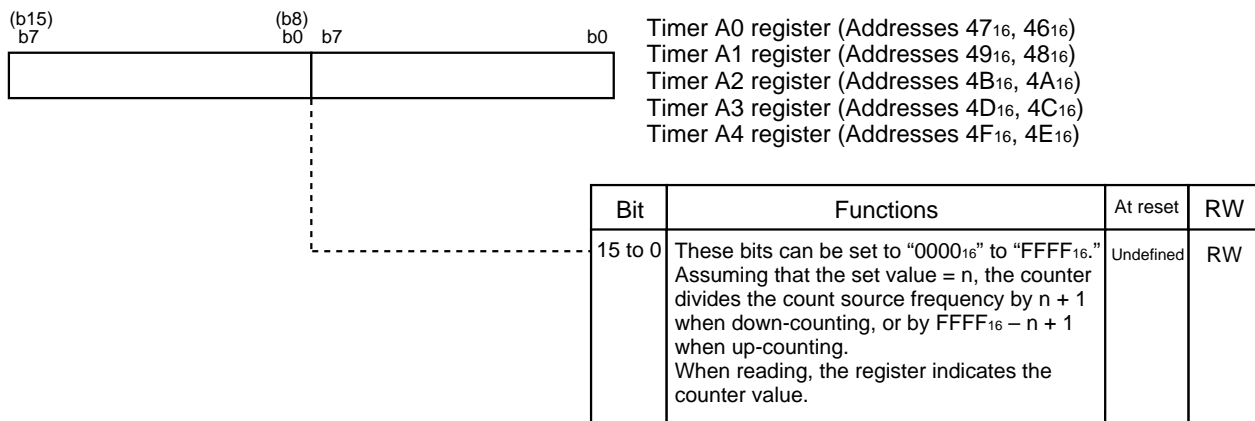 (b15) (b8)
b7 b0 b7 b0
Timer A0 register (Addresses 47₁₆, 46₁₆)
Timer A1 register (Addresses 49₁₆, 48₁₆)
Timer A2 register (Addresses 4B₁₆, 4A₁₆)
Timer A3 register (Addresses 4D₁₆, 4C₁₆)
Timer A4 register (Addresses 4F₁₆, 4E₁₆)
Bit Functions At reset RW
15 to 0 These bits can be set to “0000₁₆” to “FFFF₁₆.” Undefined RW
Assuming that the set value = n, the counter
divides the count source frequency by n + 1
when down-counting, or by FFFF₁₆ – n + 1
when up-counting.
When reading, the register indicates the
counter value.